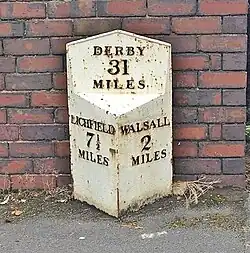 DERBY
31
MILES
LICHFIELD
7½
MILES
WALSALL
2
MILES